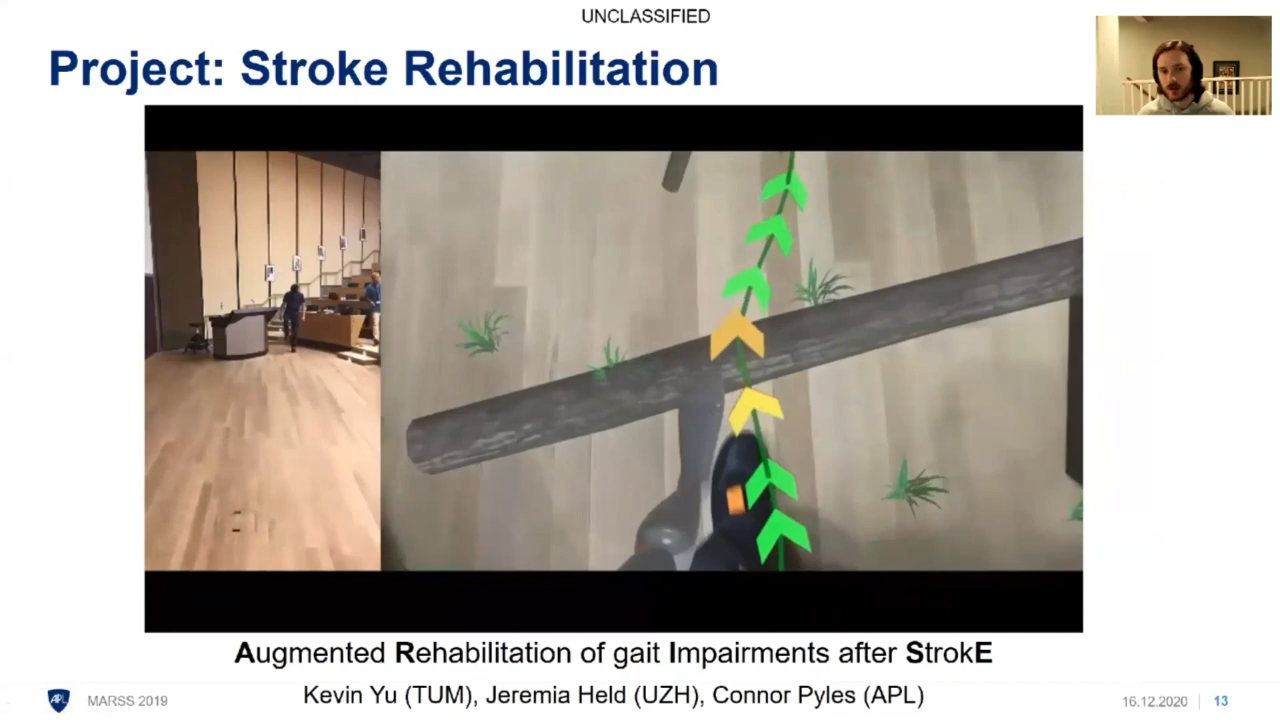 UNCLASSIFIED
Project: Stroke Rehabilitation
Augmented Rehabilitation of gait Impairments after StrokE
Kevin Yu (TUM), Jeremia Held (UZH), Connor Pyles (APL)
APL
MARSS 2019
16.12.2020
13